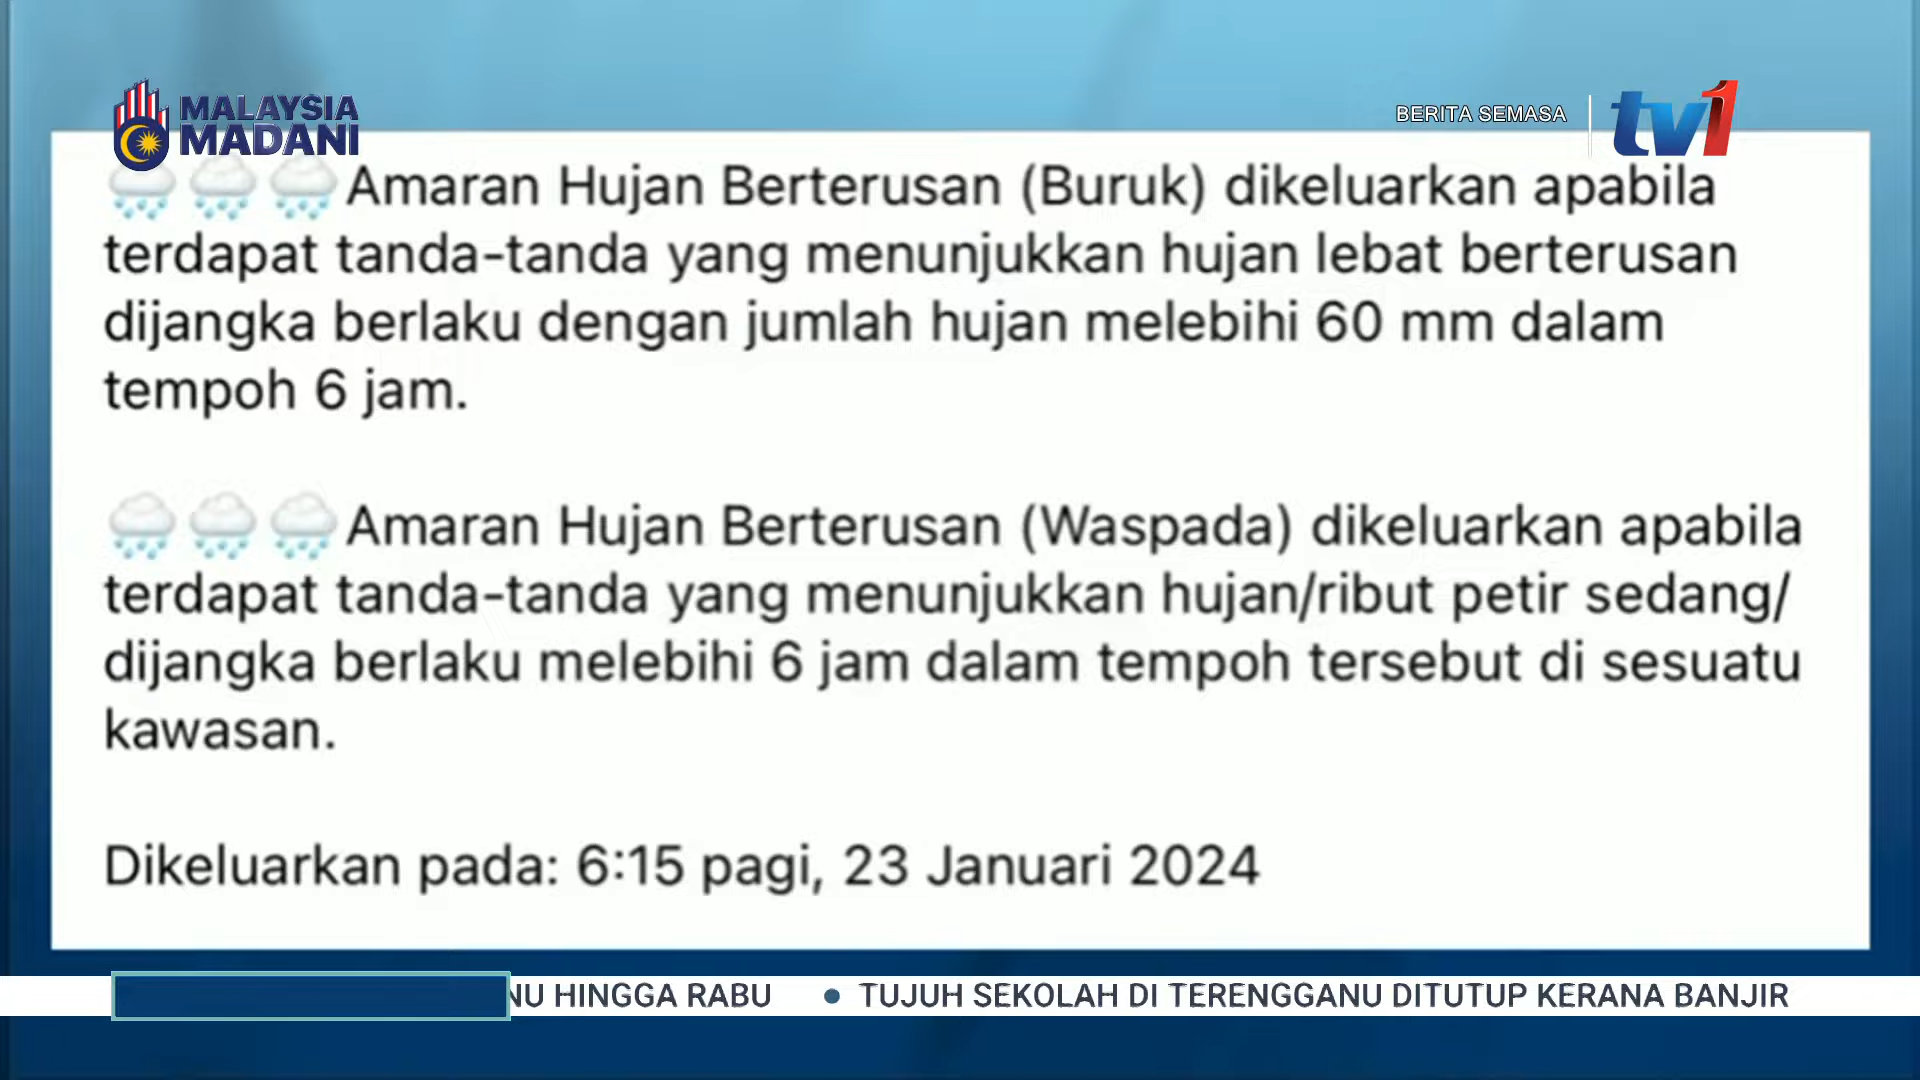 MALAYSIA
MADANI
BERITA SEMASA
tv1
Amaran Hujan Berterusan (Buruk) dikeluarkan apabila
terdapat tanda-tanda yang menunjukkan hujan lebat berterusan
dijangka berlaku dengan jumlah hujan melebihi 60 mm dalam
tempoh 6 jam.
Amaran Hujan Berterusan (Waspada) dikeluarkan apabila
terdapat tanda-tanda yang menunjukkan hujan/ribut petir sedang/
dijangka berlaku melebihi 6 jam dalam tempoh tersebut di sesuatu
kawasan.
Dikeluarkan pada: 6:15 pagi, 23 Januari 2024
HINGGA RABU • TUJUH SEKOLAH DI TERENGGANU DITUTUP KERANA BANJIR